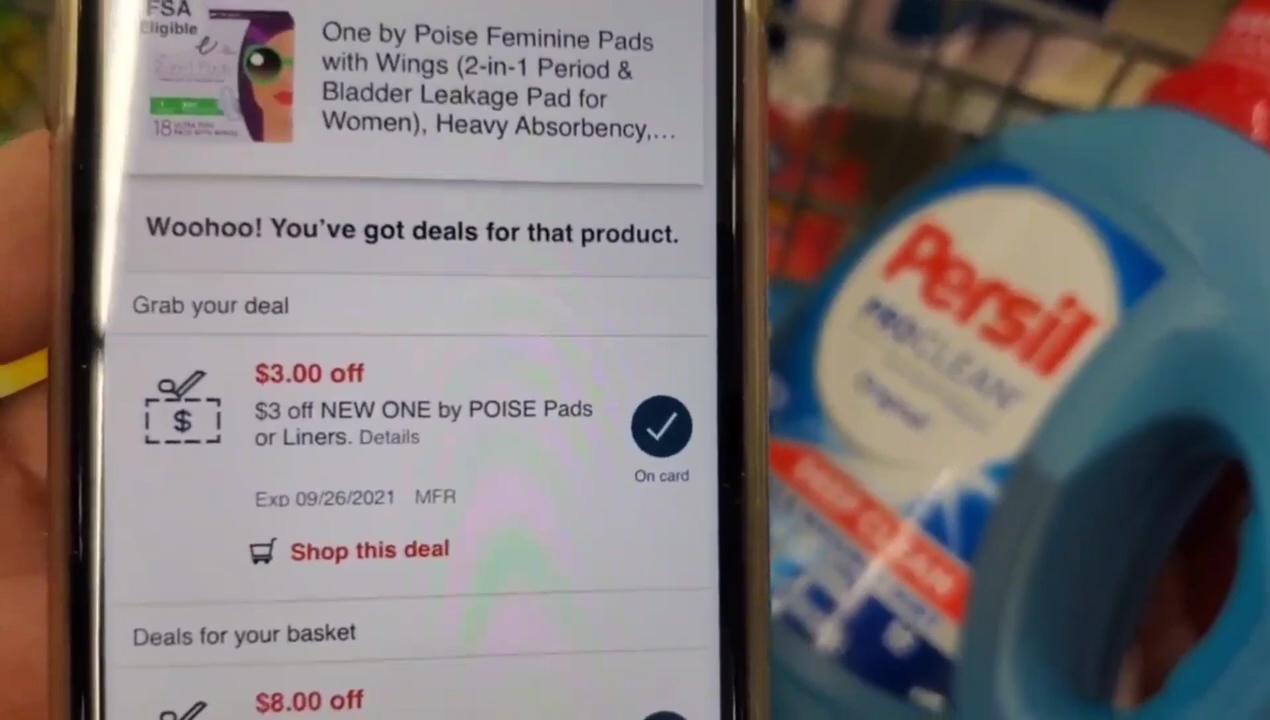 FSA
Eligible
One by Poise Feminine Pads
with Wings (2-in-1 Period &
Bladder Leakage Pad for
Women), Heavy Absorbency,...
18
Woohoo! You've got deals for that product.
Grab your deal
$3.00 off
$3 off NEW ONE by POISE Pads
or Liners. Details
On card
Exp 09/26/2021 MFR
Shop this deal
Deals for your basket
$8.00 off
Persil
PROCLEAN
Original
DEEP CLEAN